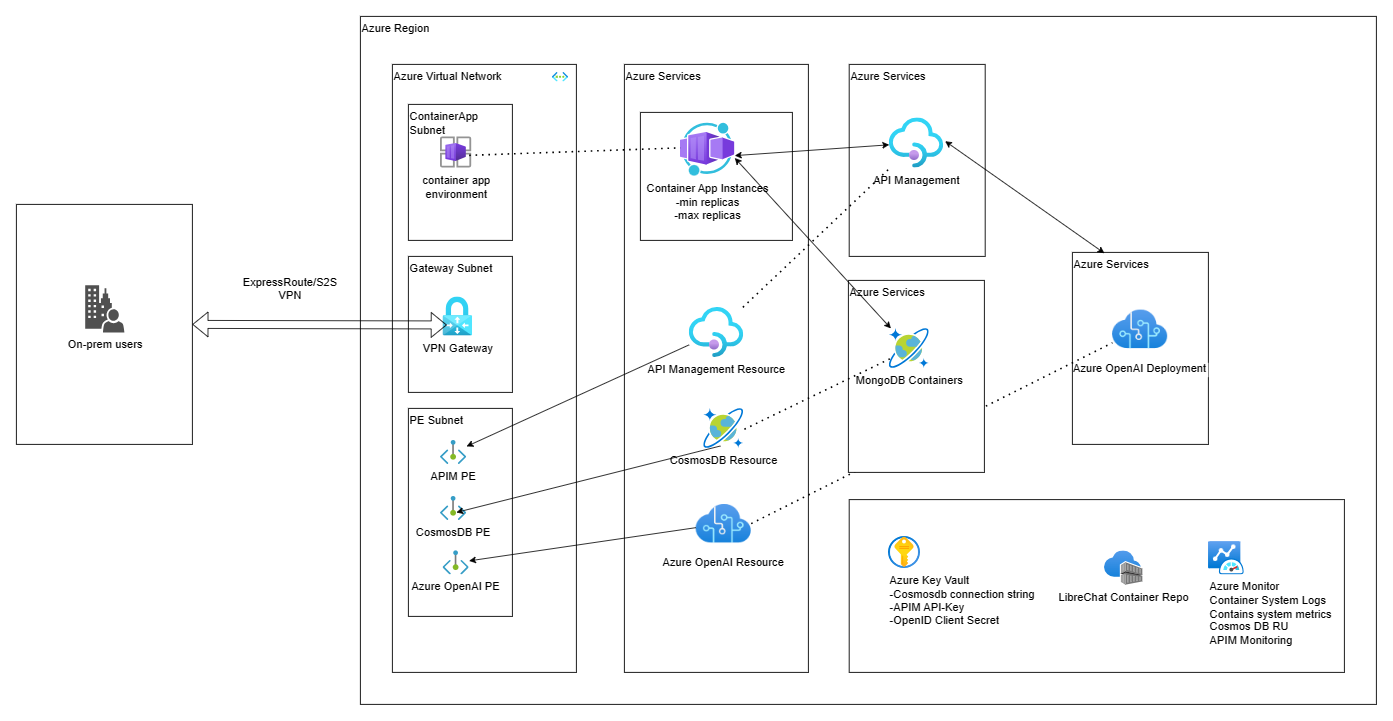 Azure Region
Azure Virtual Network
ContainerApp
Subnet
container app
environment
Gateway Subnet
VPN Gateway
PE Subnet
APIM PE
CosmosDB PE
Azure OpenAI PE
ExpressRoute/S2S
VPN
On-prem users
Azure Services
Container App Instances
-min replicas
-max replicas
API Management Resource
CosmosDB Resource
Azure OpenAI Resource
Azure Services
API Management
Azure Services
MongoDB Containers
Azure Services
Azure OpenAI Deployment
Azure Key Vault
-Cosmosdb connection string
-APIM API-Key
-OpenID Client Secret
LibreChat Container Repo
Azure Monitor
Container System Logs
Contains system metrics
Cosmos DB RU
APIM Monitoring